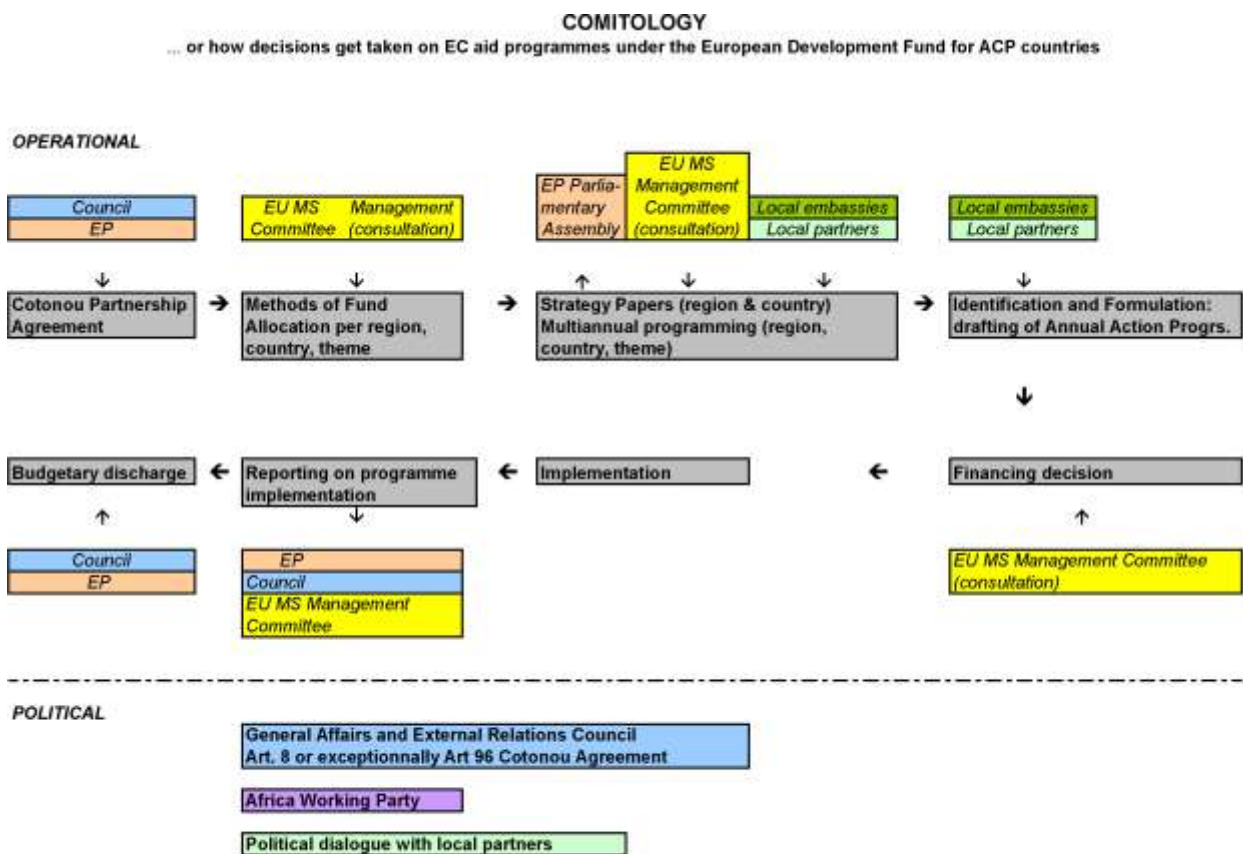 COMITOLOGY
... or how decisions get taken on EC aid programmes under the European Development Fund for ACP countries
OPERATIONAL
Council
EP
EU MS Management
Committee (consultation)
EP Parlia-
mentary
Assembly
EU MS
Management
Committee
(consultation)
Local embassies
Local partners
Local embassies
Local partners
Cotonou Partnership
Agreement
Methods of Fund
Allocation per region,
country, theme
Strategy Papers (region & country)
Multiannual programming (region,
country, theme)
Identification and Formulation:
drafting of Annual Action Progrs.
Budgetary discharge
Reporting on programme
implementation
Implementation
Financing decision
Council
EP
EP
Council
EU MS Management
Committee
EU MS Management Committee
(consultation)
POLITICAL
General Affairs and External Relations Council
Art. 8 or exceptionnally Art 96 Cotonou Agreement
Africa Working Party
Political dialogue with local partners